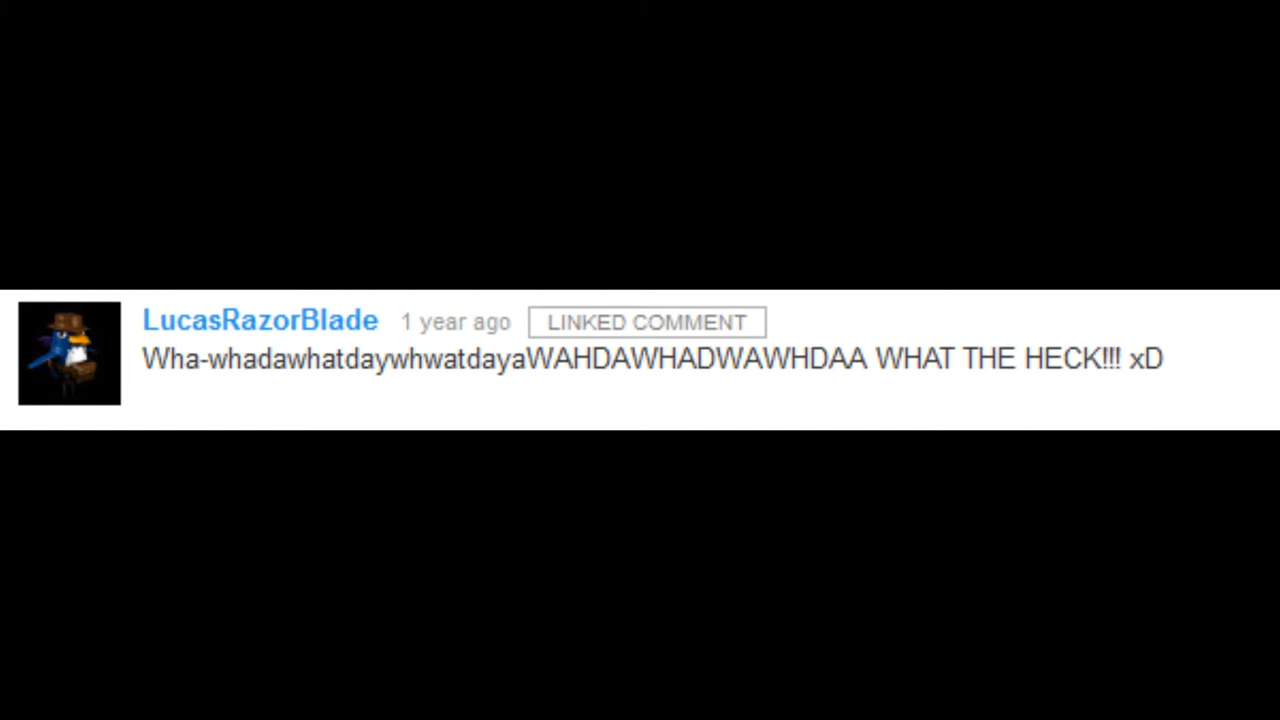 LucasRazorBlade 1 year ago LINKED COMMENT
Wha-whadawhatdaywhwatdayaWAHDAWHADWAWHDAA WHAT THE HECK!!! xD